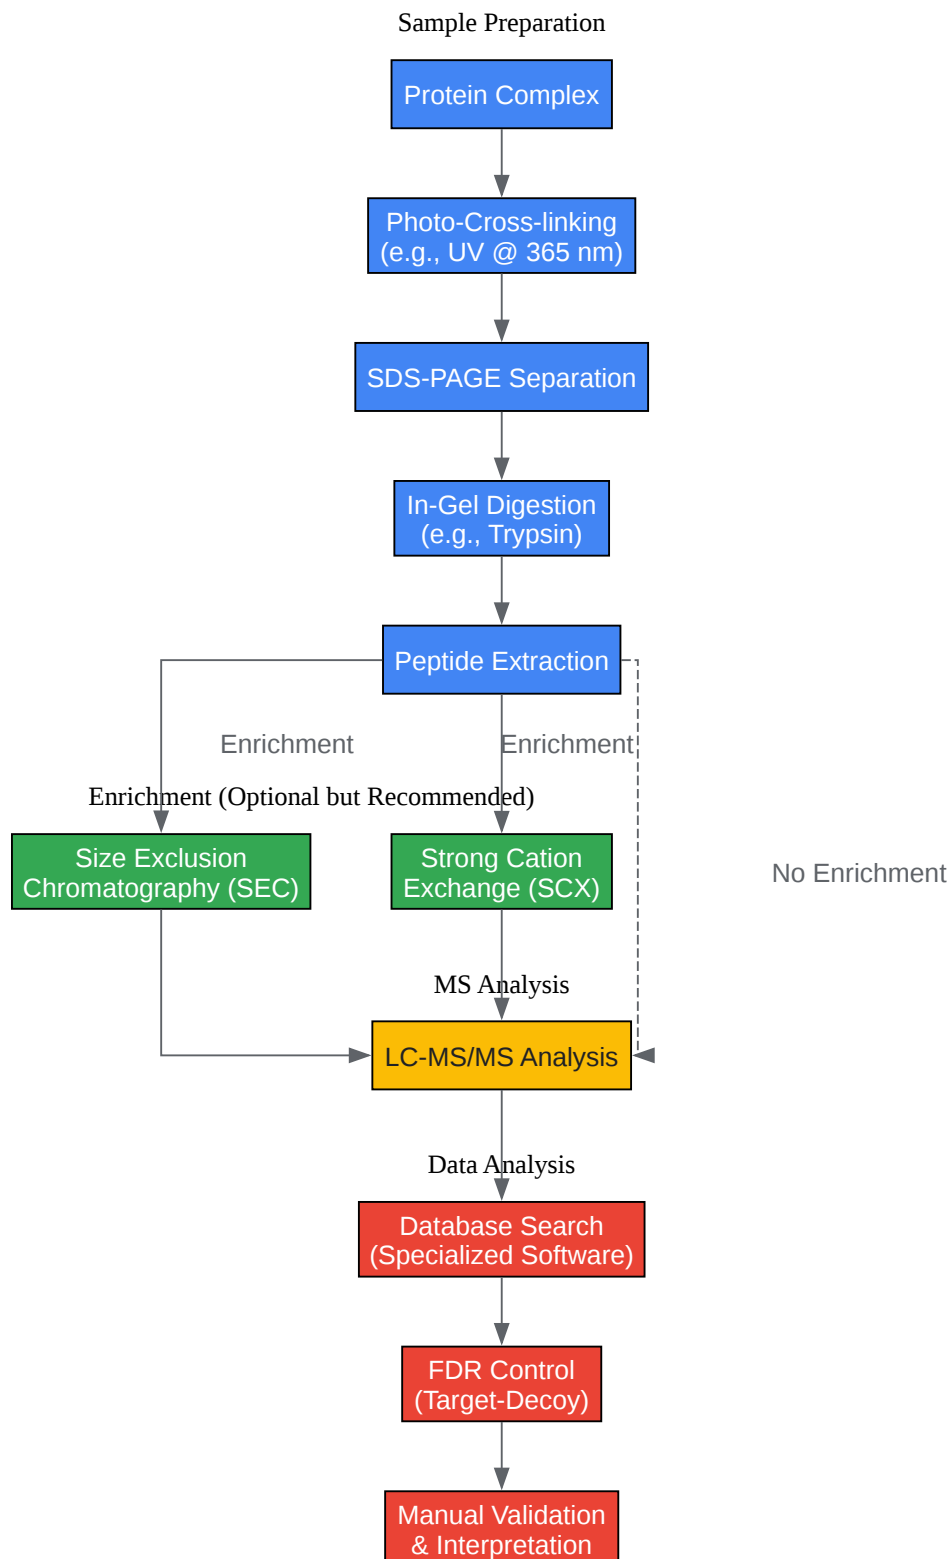 Sample Preparation
Protein Complex
Photo-Cross-linking
(e.g., UV @ 365 nm)
SDS-PAGE Separation
In-Gel Digestion
(e.g., Trypsin)
Peptide Extraction
Enrichment
Enrichment
Enrichment (Optional but Recommended)
Size Exclusion
Chromatography (SEC)
Strong Cation
Exchange (SCX)
No Enrichment
MS Analysis
LC-MS/MS Analysis
Data Analysis
Database Search
(Specialized Software)
FDR Control
(Target-Decoy)
Manual Validation
& Interpretation